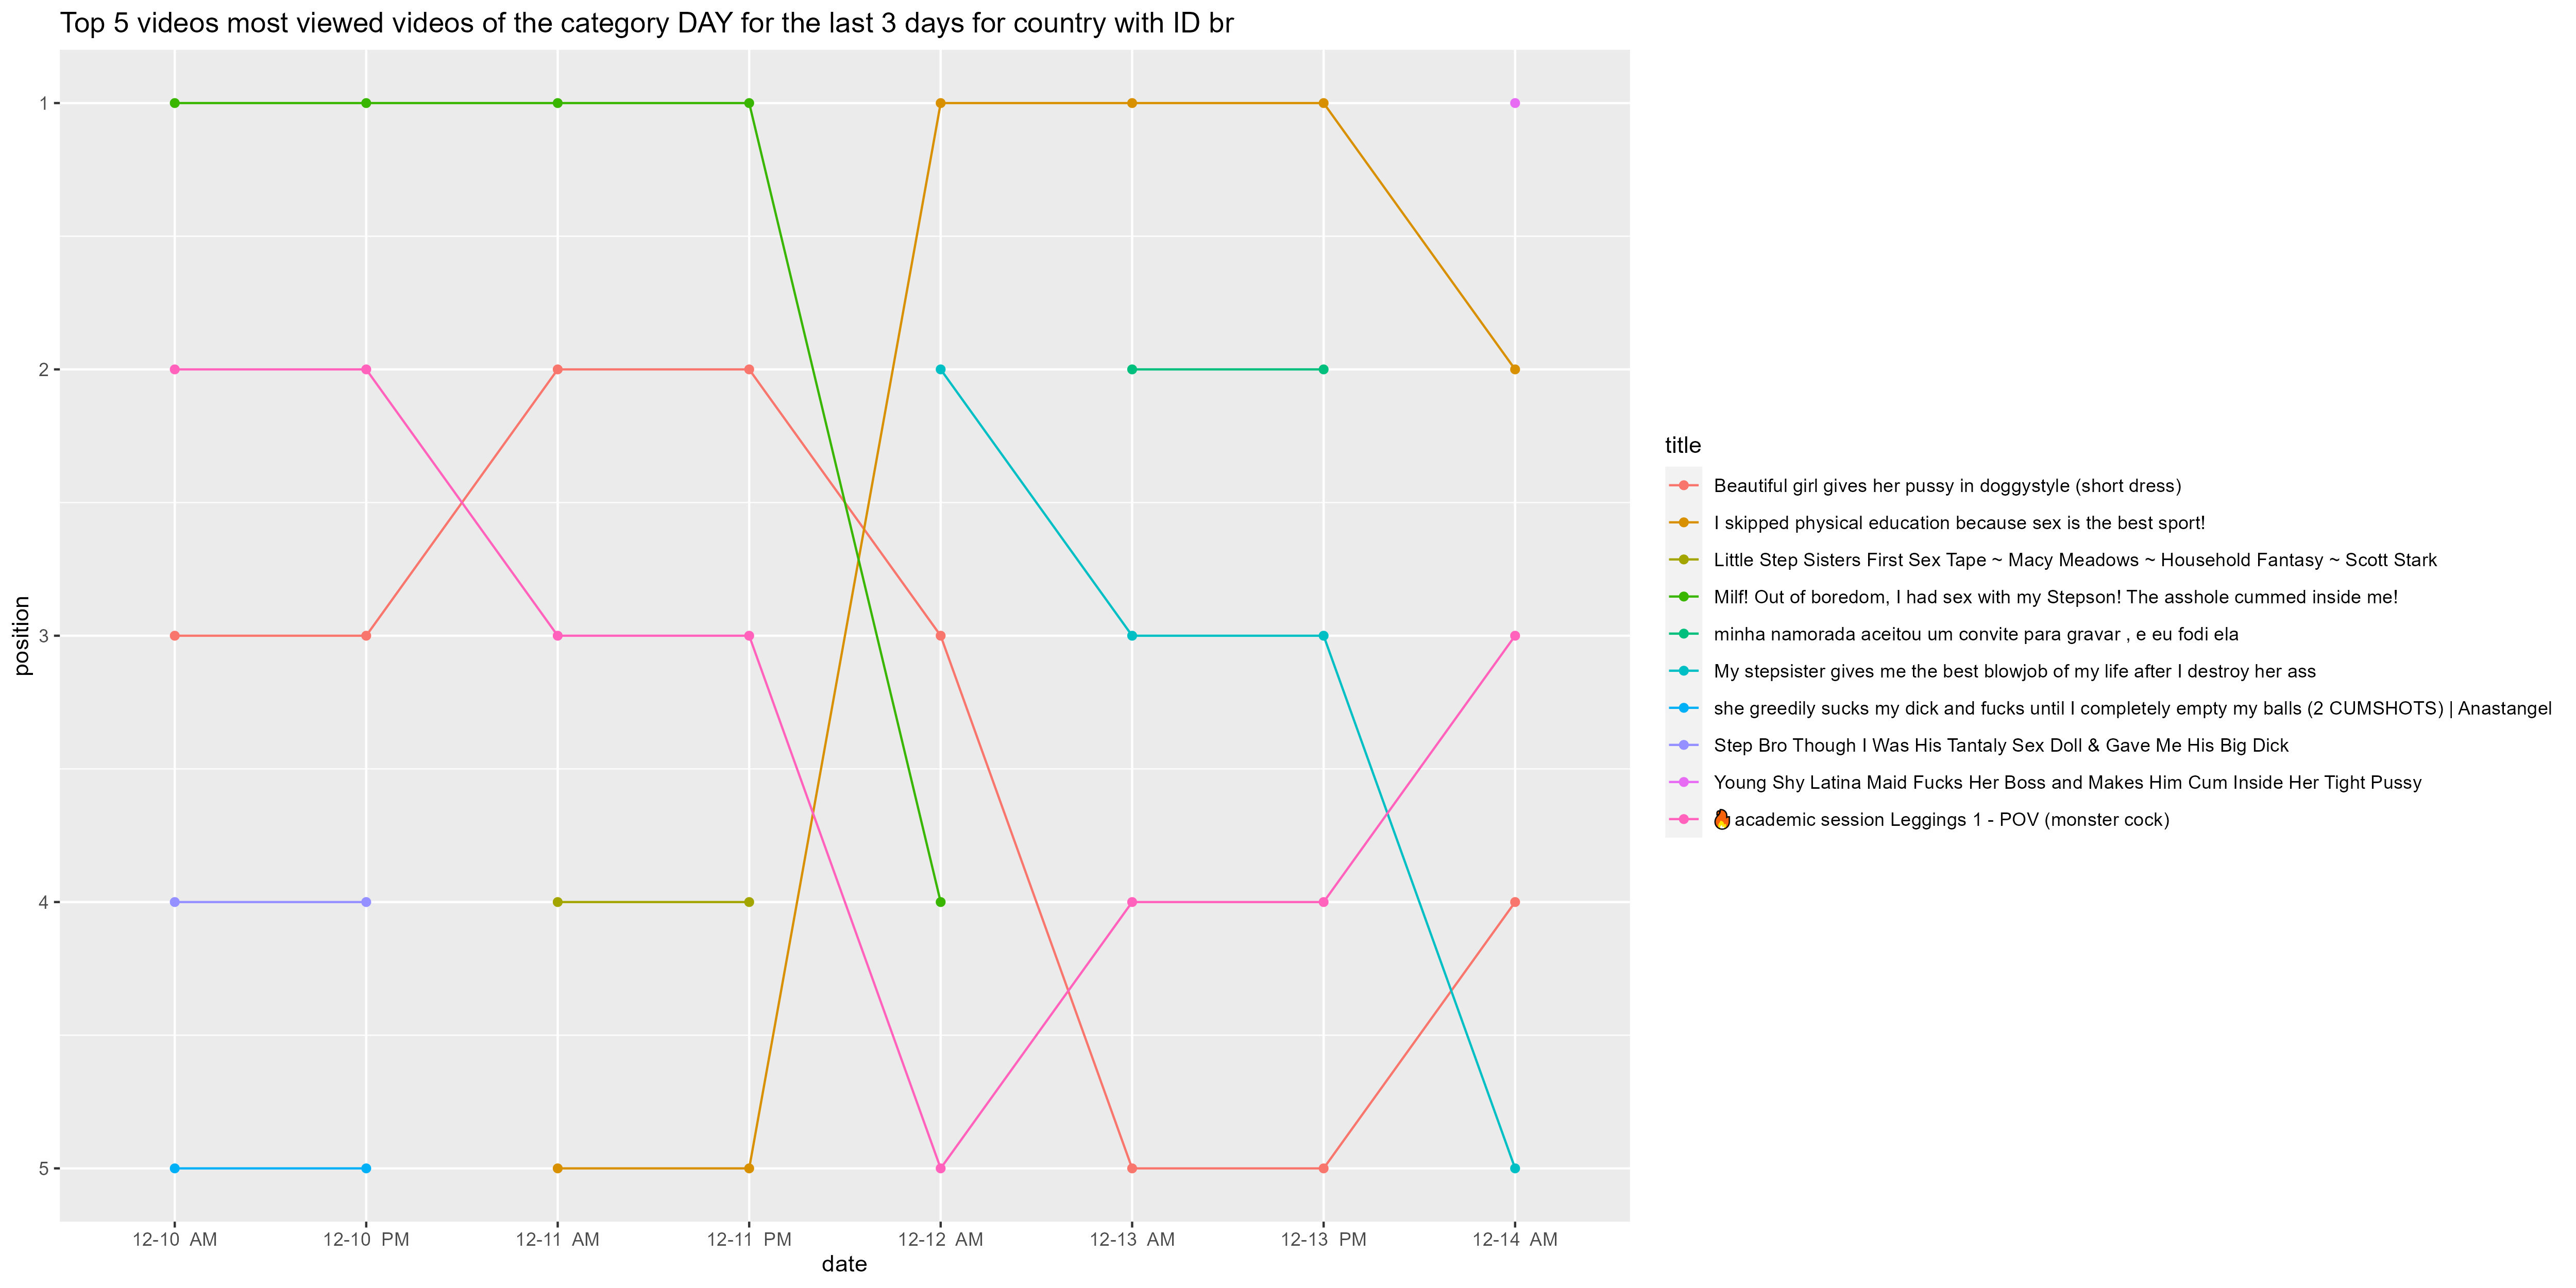 Top 5 videos most viewed videos of the category DAY for the last 3 days for country with ID br
position
1
2
3
4
5
12-10 AM
12-10 PM
12-11 AM
12-11 PM
12-12 AM
12-13 AM
12-13 PM
12-14 AM
date
title
Beautiful girl gives her pussy in doggystyle (short dress)
I skipped physical education because sex is the best sport!
Little Step Sisters First Sex Tape ~ Macy Meadows ~ Household Fantasy ~ Scott Stark
Milf! Out of boredom, I had sex with my Stepson! The asshole cummed inside me!
minha namorada aceitou um convite para gravar , e eu fodi ela
My stepsister gives me the best blowjob of my life after I destroy her ass
she greedily sucks my dick and fucks until I completely empty my balls (2 CUMSHOTS) | Anastangel
Step Bro Though I Was His Tantaly Sex Doll & Gave Me His Big Dick
Young Shy Latina Maid Fucks Her Boss and Makes Him Cum Inside Her Tight Pussy
🔥 academic session Leggings 1 - POV (monster cock)